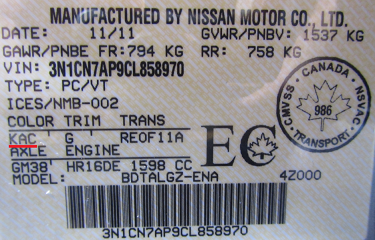 MANUFACTURED BY NISSAN MOTOR CO., LTD.
DATE: 11/11 GVWR/PNBV: 1537 KG
GAWR/PNBE FR: 794 KG RR: 758 KG
VIN: 3N1CN7AP9CL858970
TYPE: PC/VT
ICES/NMB-002
COLOR TRIM TRANS
KAC G RE0F11A
AXLE ENGINE
GM38 HR16DE 1598 CC
MODEL: BDTALGZ-ENA 4Z000
EC
CANADA
CMVSS NSVAC
986
TRANSPORT
3N1CN7AP9CL858970